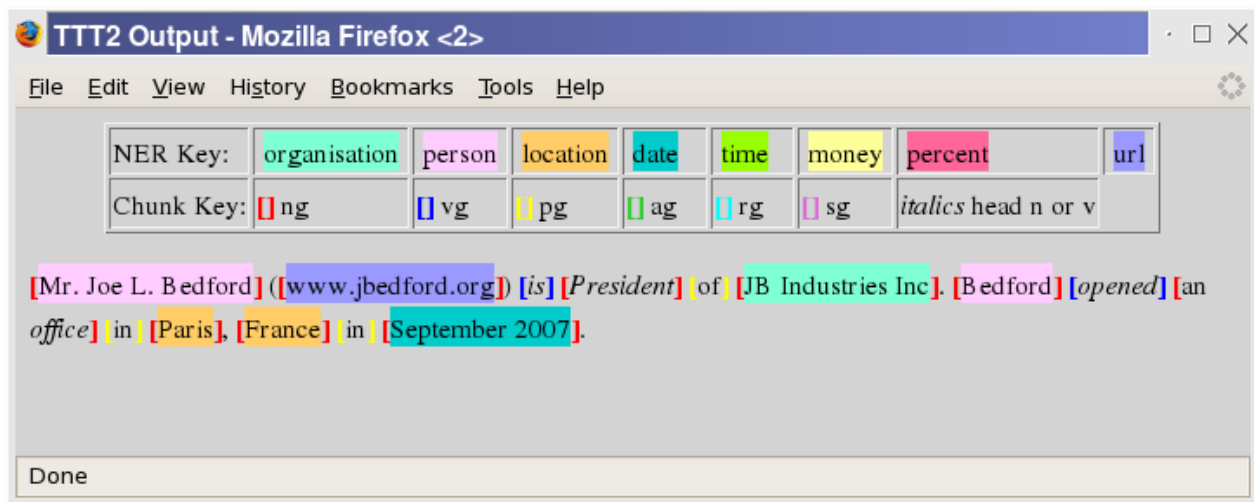 TTT2 Output - Mozilla Firefox <2>
File Edit View History Bookmarks Tools Help
NER Key: organisation person location date time money percent url
Chunk Key: [] ng [] vg [] pg [] ag [] rg [] sg italics head n or v
[Mr. Joe L. Bedford] ([www.jbedford.org]) [is] [President] [of] [JB Industries Inc]. [Bedford] [opened] [an
office] [in] [Paris], [France] [in] [September 2007].
Done